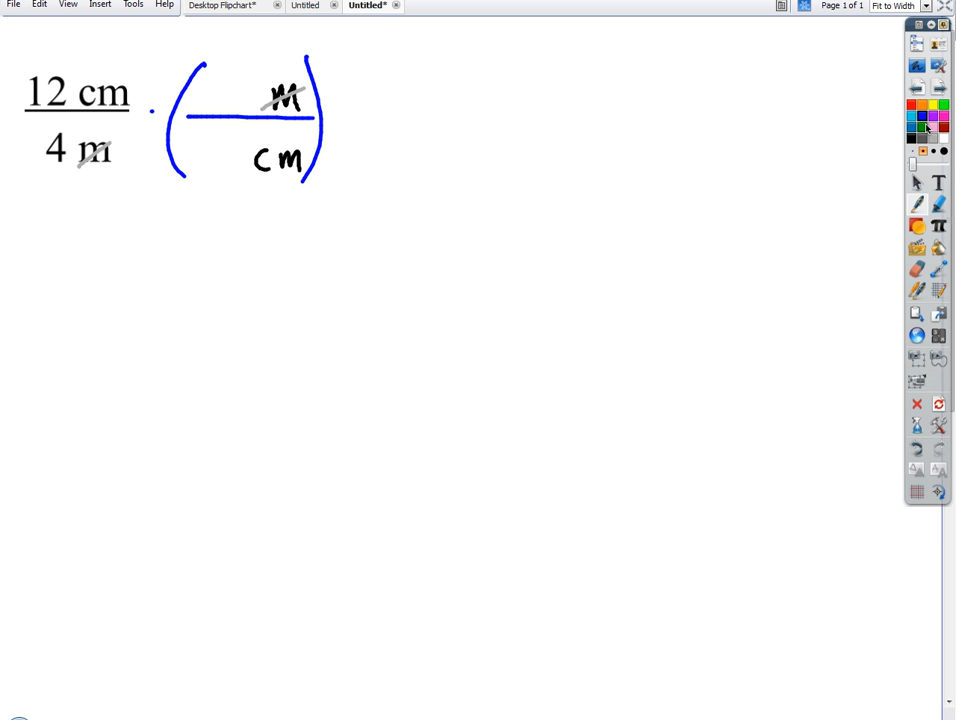 File Edit View Insert Tools Help Desktop Flipchart* Untitled Untitled* Page 1 of 1 Fit to Width
12 cm
4 m
·
( m
cm )
T
π